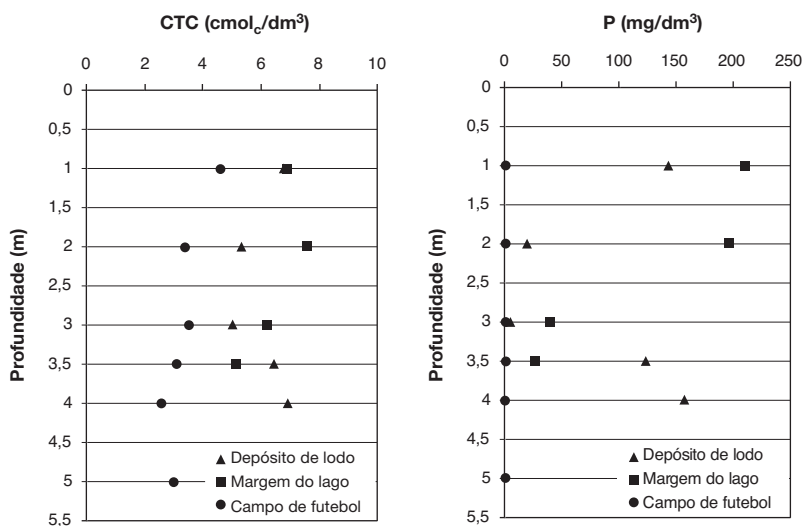 CTC (cmolc/dm³)
0 2 4 6 8 10
Profundidade (m)
0
0,5
1
1,5
2
2,5
3
3,5
4
4,5
5
5,5
Depósito de lodo
Margem do lago
Campo de futebol
P (mg/dm³)
0 50 100 150 200 250
Profundidade (m)
0
0,5
1
1,5
2
2,5
3
3,5
4
4,5
5
5,5
Depósito de lodo
Margem do lago
Campo de futebol